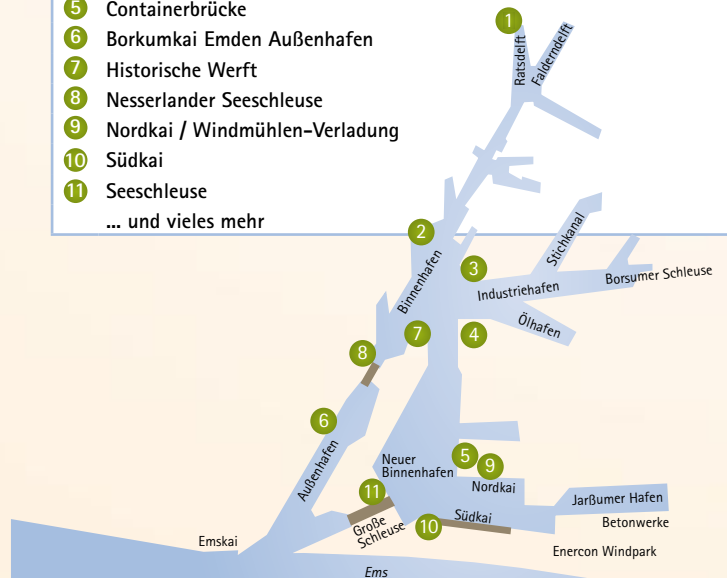 5 Containerbrücke
6 Borkumkai Emden Außenhafen
7 Historische Werft
8 Nesserlander Seeschleuse
9 Nordkai / Windmühlen-Verladung
10 Südkai
11 Seeschleuse
... und vieles mehr
1
Ratsdelft
Falderndelft
2
Binnenhafen
3
Stichkanal
Industriehafen
Borsumer Schleuse
Ölhafen
7
4
8
6
Außenhafen
Neuer
Binnenhafen
5
9
Nordkai
11
Große
Schleuse
10
Südkai
Jarßumer Hafen
Betonwerke
Emskai
Enercon Windpark
Ems